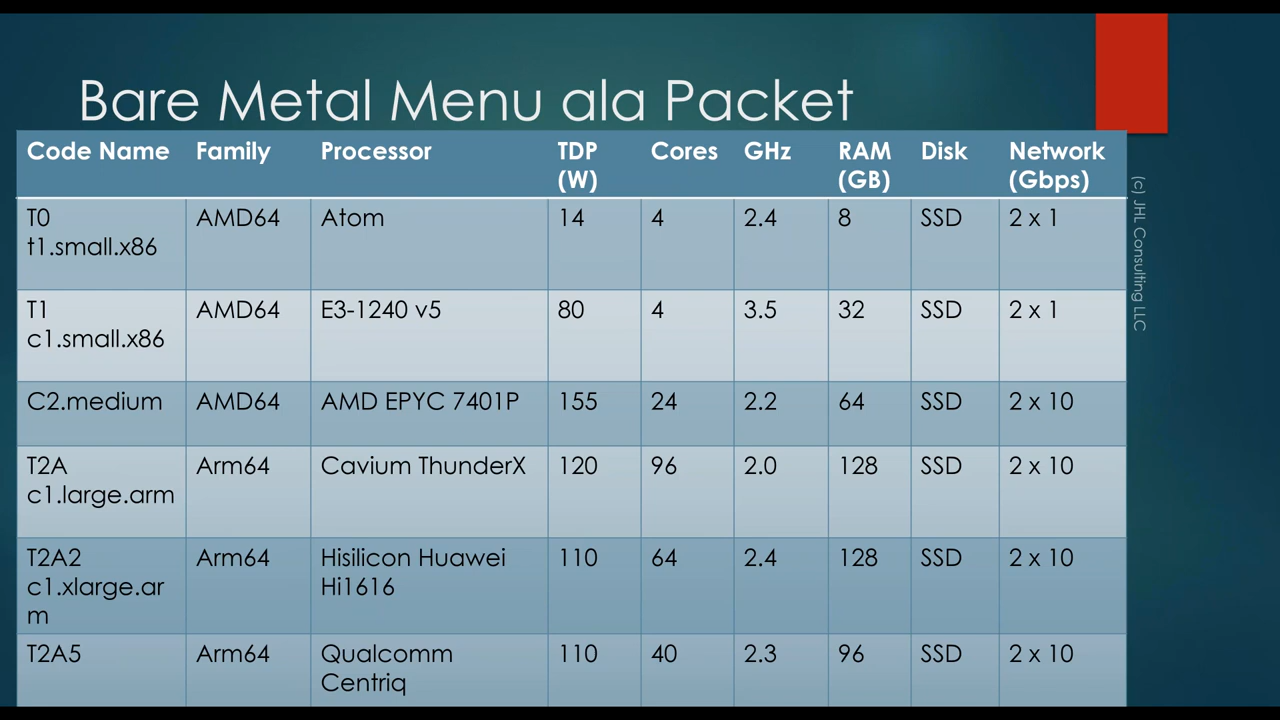 Bare Metal Menu ala Packet
Code Name Family Processor TDP (W) Cores GHz RAM (GB) Disk Network (Gbps)
T0 t1.small.x86 AMD64 Atom 14 4 2.4 8 SSD 2 x 1
T1 c1.small.x86 AMD64 E3-1240 v5 80 4 3.5 32 SSD 2 x 1
C2.medium AMD64 AMD EPYC 7401P 155 24 2.2 64 SSD 2 x 10
T2A c1.large.arm Arm64 Cavium ThunderX 120 96 2.0 128 SSD 2 x 10
T2A2 c1.xlarge.arm Arm64 Hisilicon Huawei Hi1616 110 64 2.4 128 SSD 2 x 10
T2A5 Arm64 Qualcomm Centriq 110 40 2.3 96 SSD 2 x 10
(c) JHL Consulting LLC